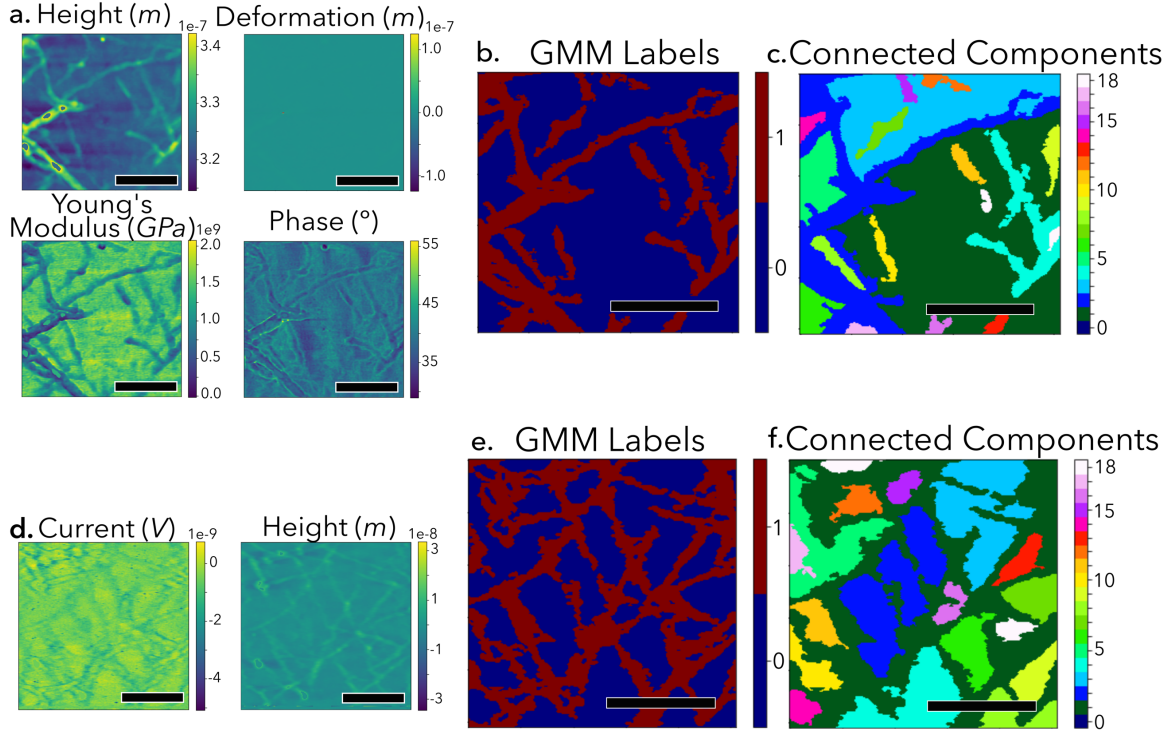 a. Height (m)
1e-7
3.4
3.3
3.2
Deformation (m)
1e-7
1.0
0.0
-1.0
Young's
Modulus (GPa)
1e9
2.0
1.5
1.0
0.5
0.0
Phase (°)
55
45
35
b. GMM Labels
1
0
c. Connected Components
18
15
10
5
0
d. Current (V)
1e-9
0
-2
-4
Height (m)
1e-8
3
1
-1
-3
e. GMM Labels
1
0
f. Connected Components
18
15
10
5
0